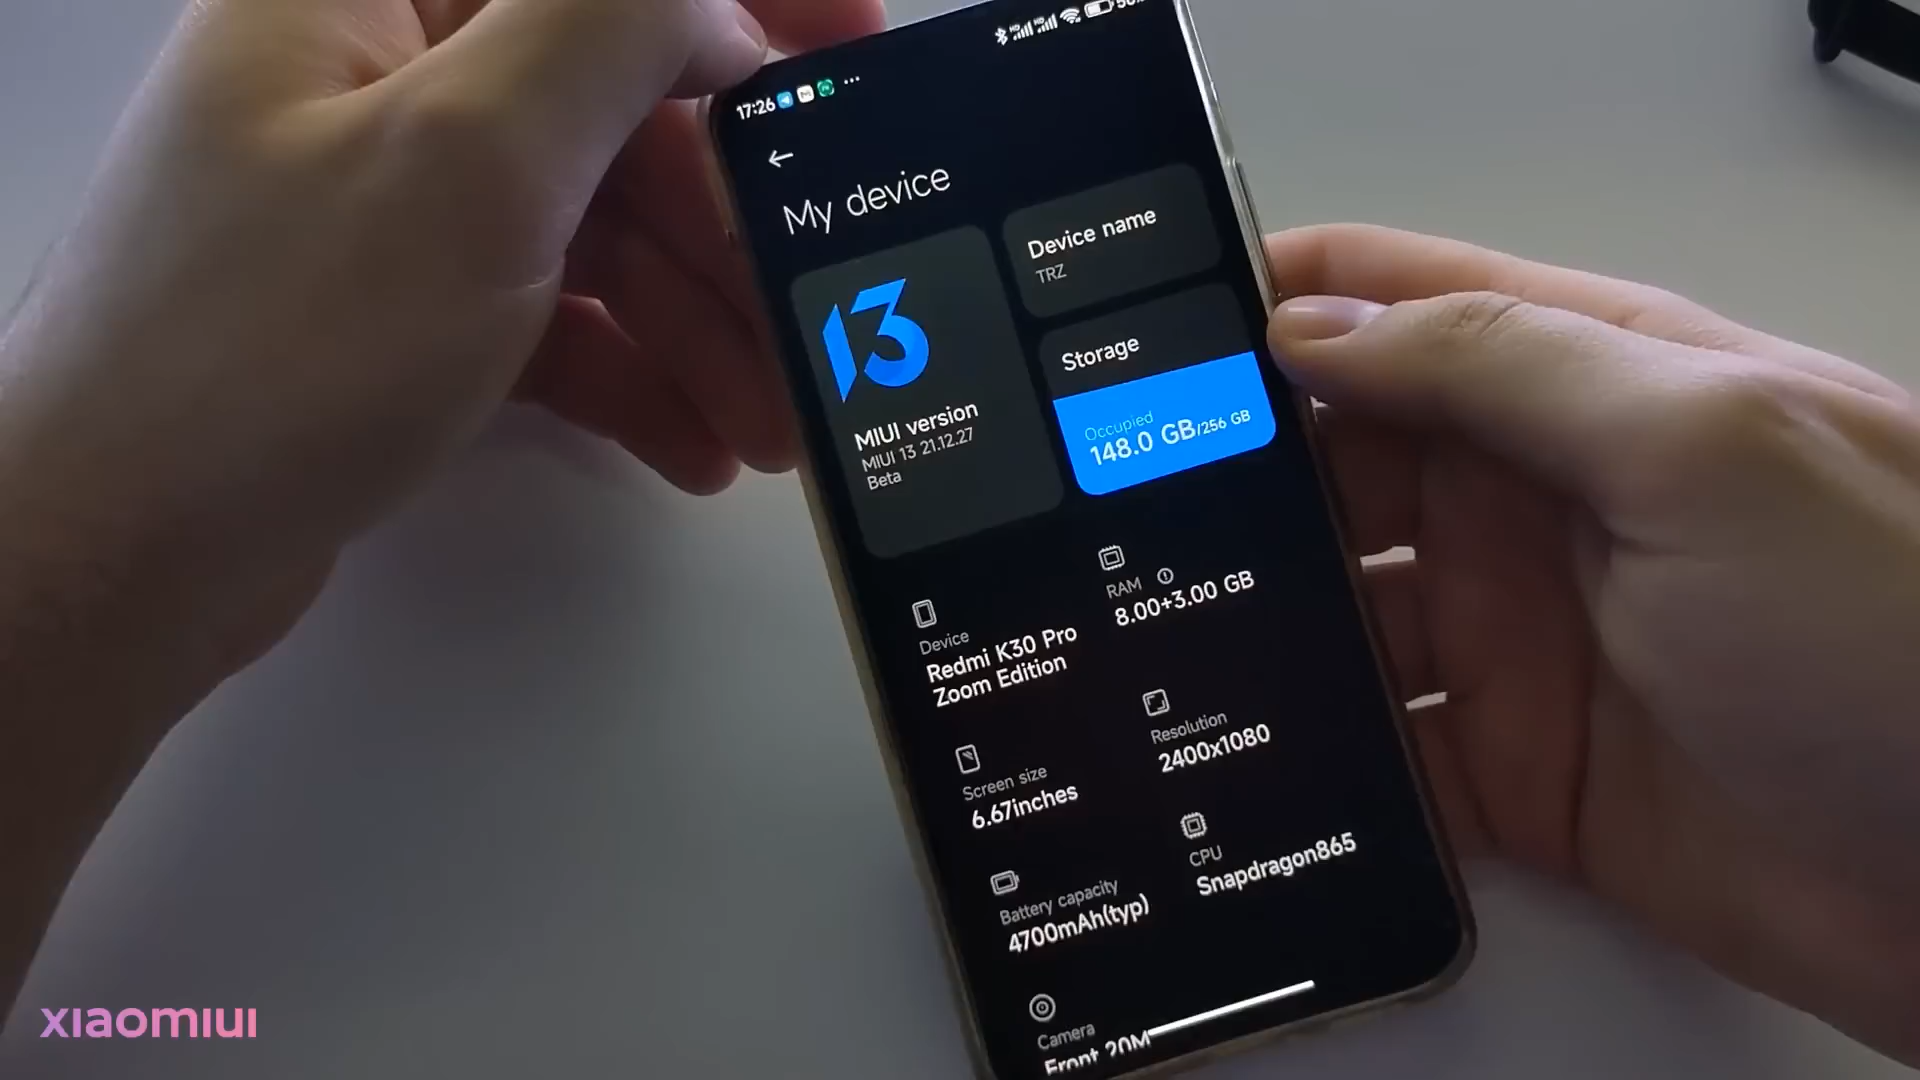 17:26
My device
Device name
TRZ
13
MIUI version
MIUI 13 21.12.27
Beta
Storage
Occupied
148.0 GB/256 GB
Device
Redmi K30 Pro
Zoom Edition
RAM
8.00+3.00 GB
Screen size
6.67inches
Resolution
2400x1080
Battery capacity
4700mAh(typ)
CPU
Snapdragon865
Camera
Front 20M
xiaomiui